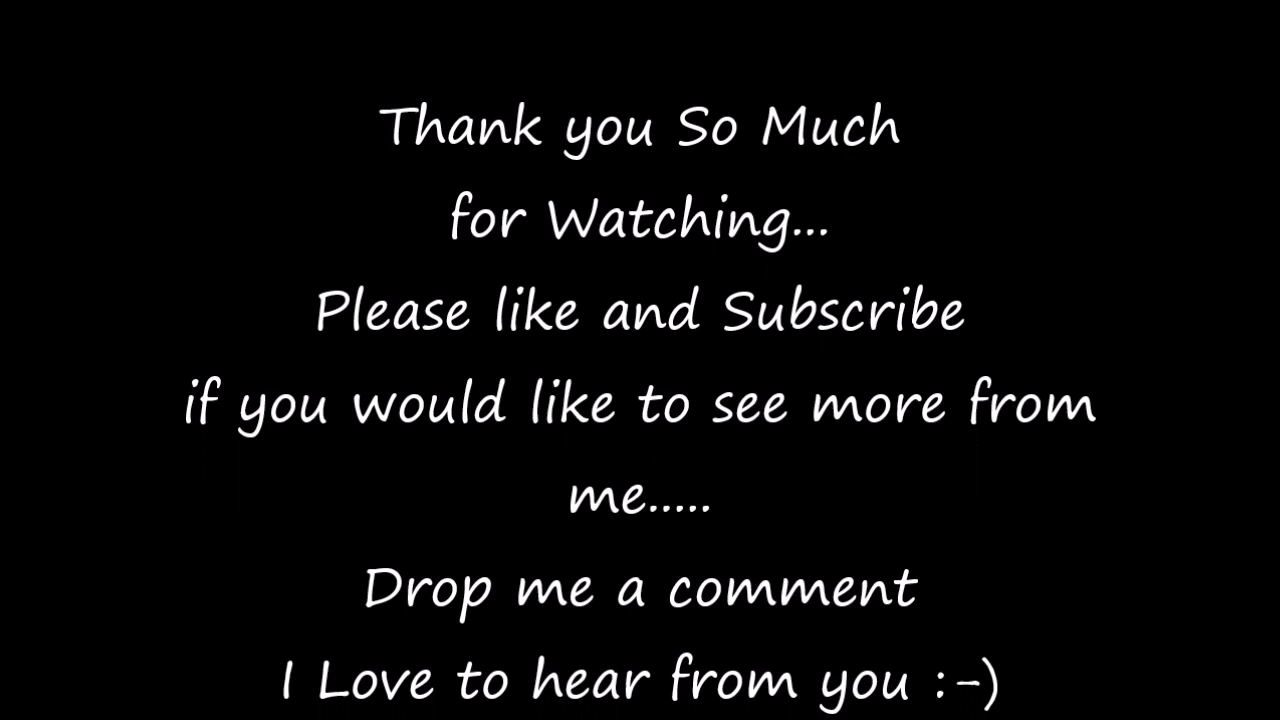 Thank you So Much
for Watching...
Please like and Subscribe
if you would like to see more from
me.....
Drop me a comment
I Love to hear from you :-)